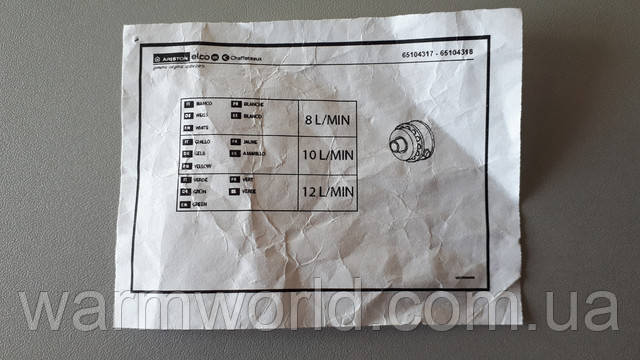 ARISTON elco Chaffoteaux 65104317 - 65104318
IT BIANCO FR BLANCHE
DE WEISS ES BLANCO 8 L/MIN
EN WHITE
IT GIALLO FR JAUNE
DE GELB ES AMARILLO 10 L/MIN
EN YELLOW
IT VERDE FR VERT
DE GRÜN ES VERDE 12 L/MIN
EN GREEN
warmworld.com.ua